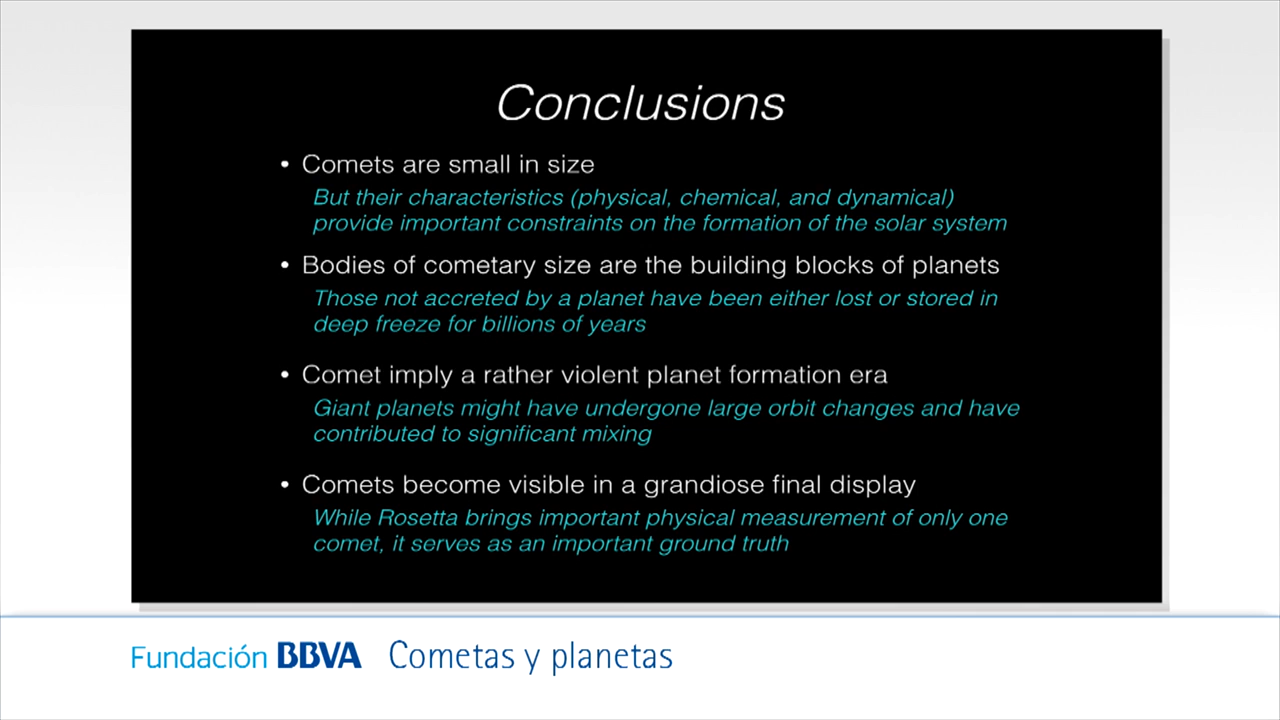 Conclusions
• Comets are small in size
But their characteristics (physical, chemical, and dynamical)
provide important constraints on the formation of the solar system
• Bodies of cometary size are the building blocks of planets
Those not accreted by a planet have been either lost or stored in
deep freeze for billions of years
• Comet imply a rather violent planet formation era
Giant planets might have undergone large orbit changes and have
contributed to significant mixing
• Comets become visible in a grandiose final display
While Rosetta brings important physical measurement of only one
comet, it serves as an important ground truth
Fundación BBVA Cometas y planetas